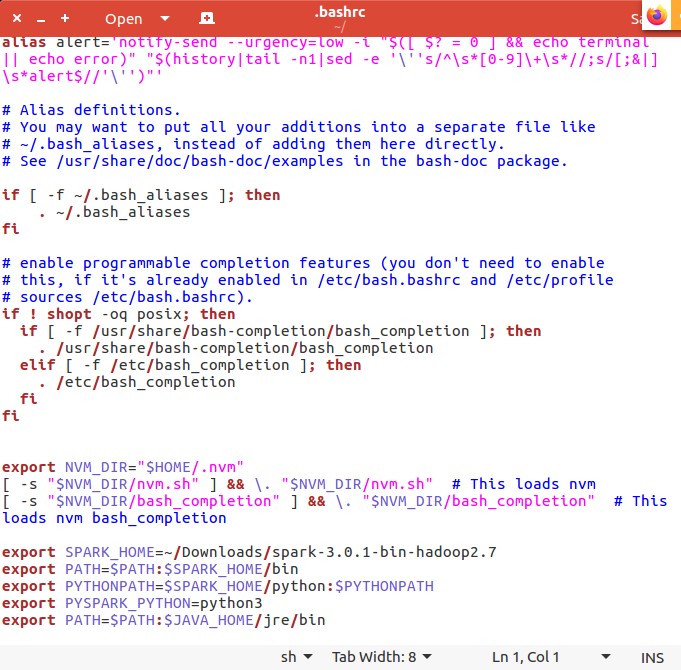 Open
.bashrc
~/
Sa
alias alert='notify-send --urgency=low -i "$([ $? = 0 ] && echo terminal
|| echo error)" "$(history|tail -n1|sed -e '\''s/^\s*[0-9]\+\s*//;s/[;&|]
\s*alert$//'\'')"'
# Alias definitions.
# You may want to put all your additions into a separate file like
# ~/.bash_aliases, instead of adding them here directly.
# See /usr/share/doc/bash-doc/examples in the bash-doc package.
if [ -f ~/.bash_aliases ]; then
    . ~/.bash_aliases
fi
# enable programmable completion features (you don't need to enable
# this, if it's already enabled in /etc/bash.bashrc and /etc/profile
# sources /etc/bash.bashrc).
if ! shopt -oq posix; then
  if [ -f /usr/share/bash-completion/bash_completion ]; then
    . /usr/share/bash-completion/bash_completion
  elif [ -f /etc/bash_completion ]; then
    . /etc/bash_completion
  fi
fi
export NVM_DIR="$HOME/.nvm"
[ -s "$NVM_DIR/nvm.sh" ] && \. "$NVM_DIR/nvm.sh"  # This loads nvm
[ -s "$NVM_DIR/bash_completion" ] && \. "$NVM_DIR/bash_completion"  # This
loads nvm bash_completion
export SPARK_HOME=~/Downloads/spark-3.0.1-bin-hadoop2.7
export PATH=$PATH:$SPARK_HOME/bin
export PYTHONPATH=$SPARK_HOME/python:$PYTHONPATH
export PYSPARK_PYTHON=python3
export PATH=$PATH:$JAVA_HOME/jre/bin
sh Tab Width: 8 Ln 1, Col 1 INS